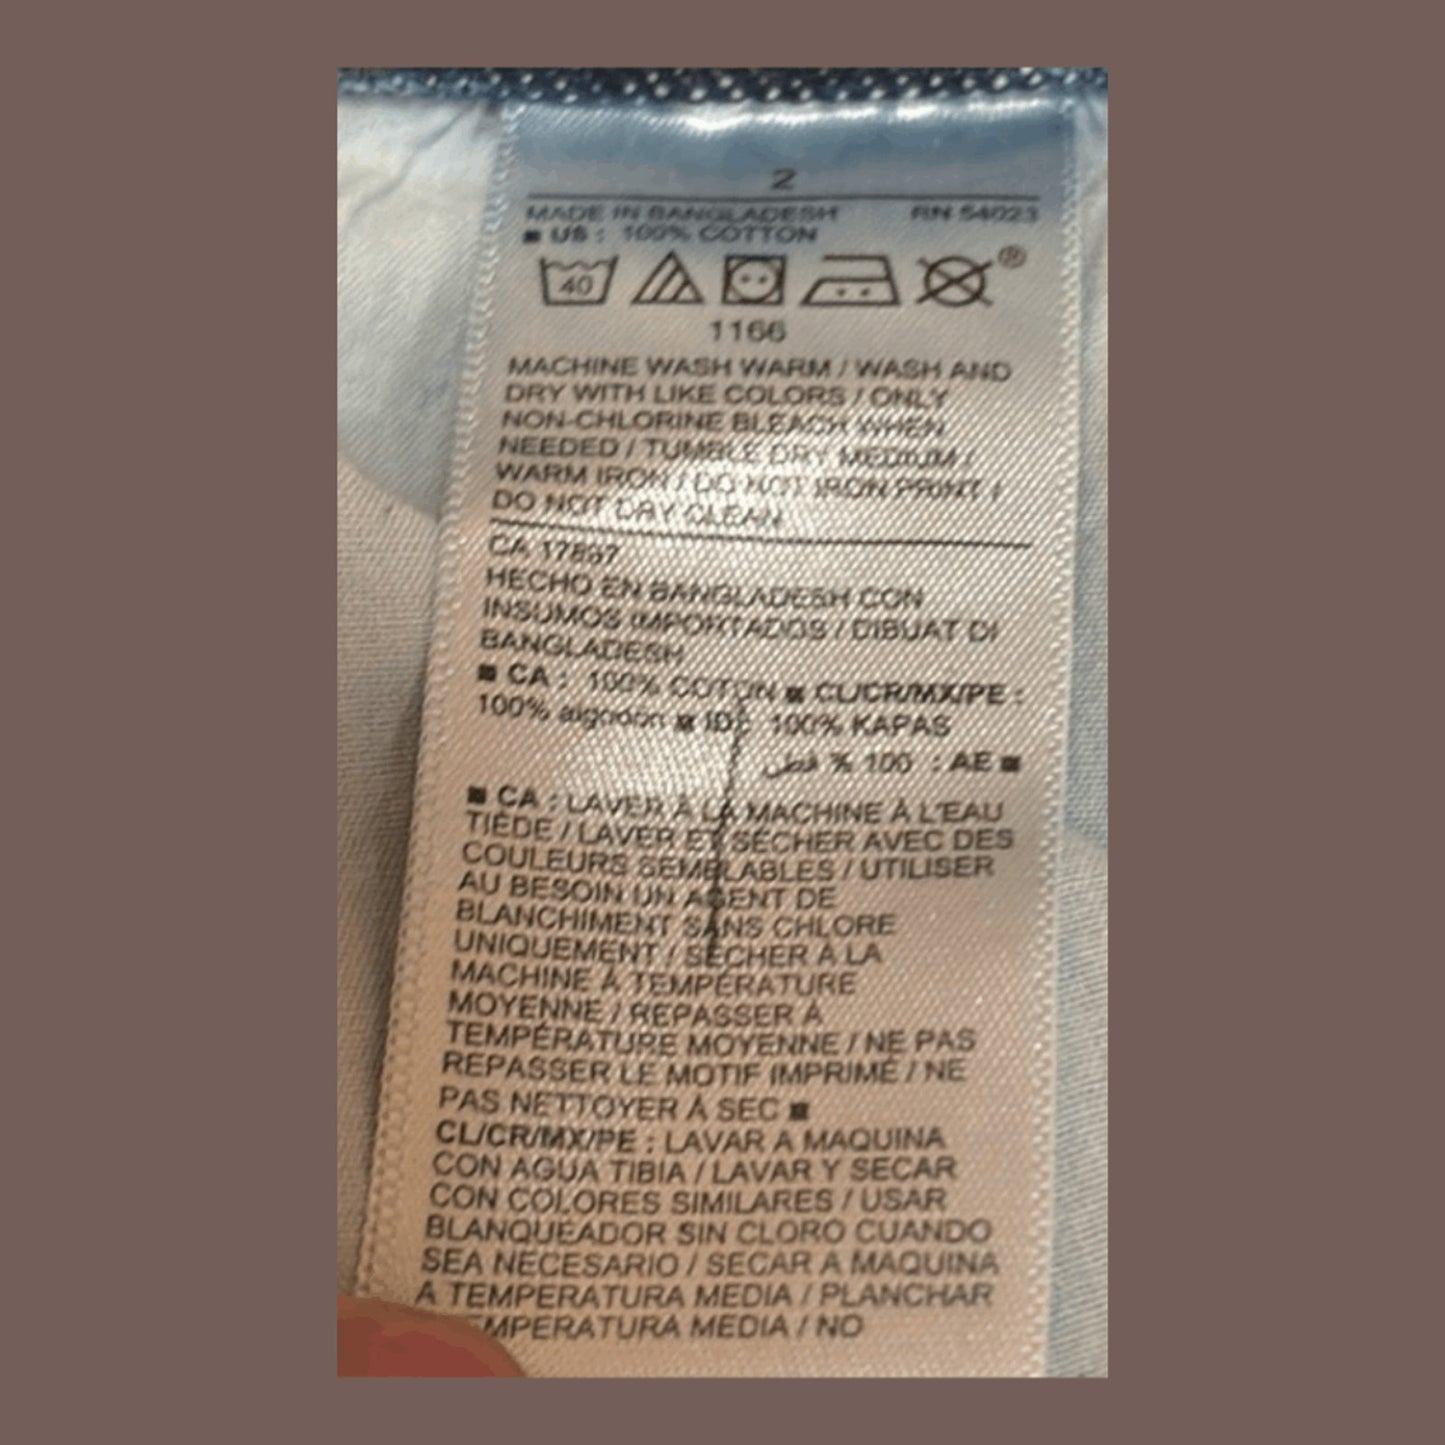 2
MADE IN BANGLADESH RN 54023
■ US : 100% COTTON
40 ®
1166
MACHINE WASH WARM / WASH AND
DRY WITH LIKE COLORS / ONLY
NON-CHLORINE BLEACH WHEN
NEEDED / TUMBLE DRY MEDIUM /
WARM IRON / DO NOT IRON PRINT /
DO NOT DRY CLEAN
CA 17897
HECHO EN BANGLADESH CON
INSUMOS IMPORTADOS / DIBUAT DI
BANGLADESH
■ CA : 100% COTON ■ CL/CR/MX/PE :
100% algodon ■ ID : 100% KAPAS
■ AE : 100 % قطن
■ CA : LAVER À LA MACHINE À L'EAU
TIÈDE / LAVER ET SÉCHER AVEC DES
COULEURS SEMBLABLES / UTILISER
AU BESOIN UN AGENT DE
BLANCHIMENT SANS CHLORE
UNIQUEMENT / SÉCHER À LA
MACHINE À TEMPÉRATURE
MOYENNE / REPASSER À
TEMPÉRATURE MOYENNE / NE PAS
REPASSER LE MOTIF IMPRIMÉ / NE
PAS NETTOYER À SEC ■
CL/CR/MX/PE : LAVAR A MAQUINA
CON AGUA TIBIA / LAVAR Y SECAR
CON COLORES SIMILARES / USAR
BLANQUEADOR SIN CLORO CUANDO
SEA NECESARIO / SECAR A MAQUINA
A TEMPERATURA MEDIA / PLANCHAR
MEDIA / NO